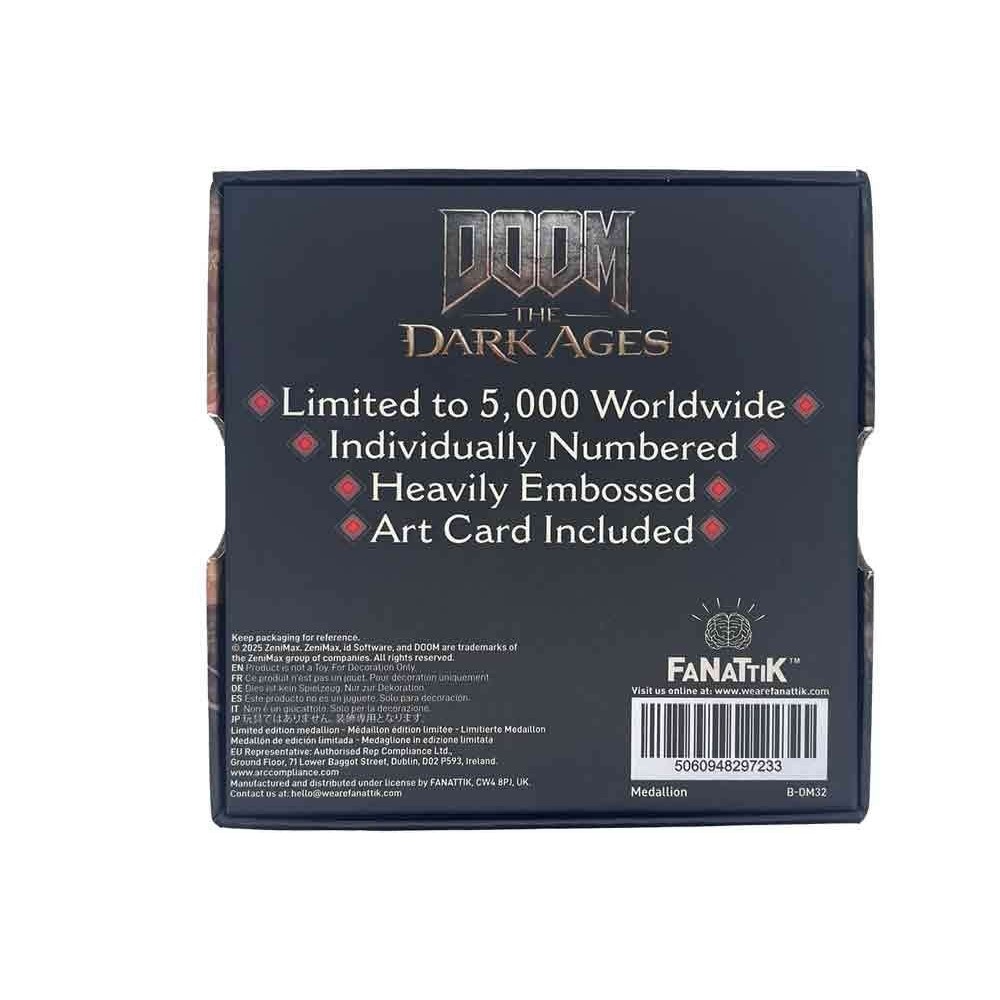 DOOM
THE
DARK AGES
Limited to 5,000 Worldwide
Individually Numbered
Heavily Embossed
Art Card Included
Keep packaging for reference.
© 2025 ZeniMax. ZeniMax, id Software, and DOOM are trademarks of
the ZeniMax group of companies. All rights reserved.
EN Product is not a Toy. For Decoration Only.
FR Ce produit n'est pas un jouet. Pour décoration uniquement.
DE Dies ist kein Spielzeug. Nur zur Dekoration.
ES Este producto no es un juguete. Solo para decoración.
IT Non è un giocattolo. Solo per la decorazione.
JP 玩具ではありません。装飾専用となります。
Limited edition medallion - Médaillon édition limitée - Limitierte Medaillon
Medallón de edición limitada - Medaglione in edizione limitata
EU Representative: Authorised Rep Compliance Ltd.,
Ground Floor, 71 Lower Baggot Street, Dublin, D02 P593, Ireland.
www.arccompliance.com
Manufactured and distributed under license by FANATTIK, CW4 8PJ, UK.
Contact us at: hello@wearefanattik.com
FANATTIK™
Visit us online at: www.wearefanattik.com
5060948297233
Medallion B-DM32